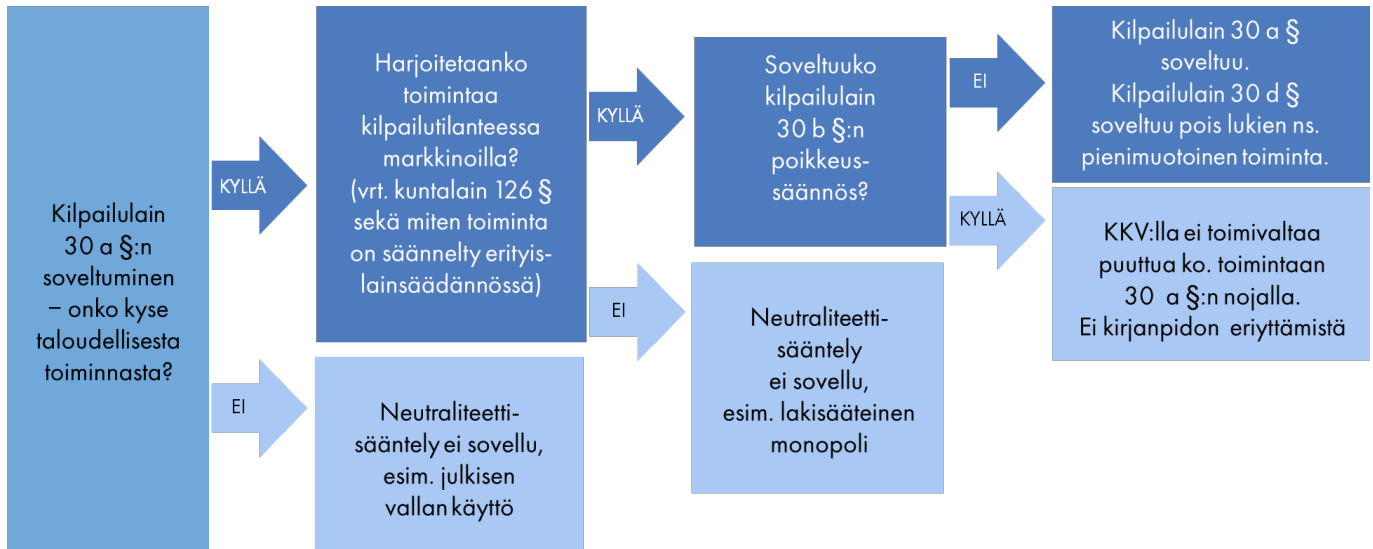 Kilpailulain
30 a §:n
soveltuminen
– onko kyse
taloudellisesta
toiminnasta?
KYLLÄ
EI
Harjoitetaanko
toimintaa
kilpailutilanteessa
markkinoilla?
(vrt. kuntalain 126 §
sekä miten toiminta
on säännelty erityis-
lainsäädännössä)
Neutraliteetti-
sääntely ei sovellu,
esim. julkisen
vallan käyttö
KYLLÄ
EI
Soveltuuko
kilpailulain
30 b §:n
poikkeus-
säännös?
Neutraliteetti-
sääntely
ei sovellu,
esim. lakisääteinen
monopoli
EI
KYLLÄ
Kilpailulain 30 a §
soveltuu.
Kilpailulain 30 d §
soveltuu pois lukien ns.
pienimuotoinen toiminta.
KKV:lla ei toimivaltaa
puuttua ko. toimintaan
30 a §:n nojalla.
Ei kirjanpidon eriyttämistä